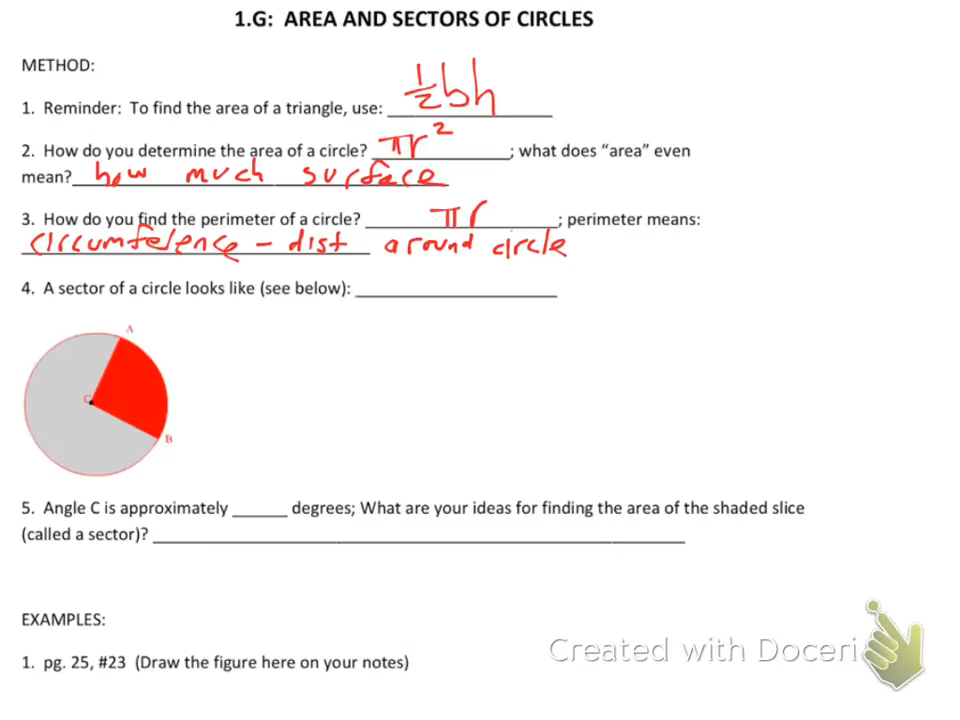 1.G: AREA AND SECTORS OF CIRCLES
METHOD:
1. Reminder: To find the area of a triangle, use: ½bh
2. How do you determine the area of a circle? πr²; what does “area” even
mean? how much surface
3. How do you find the perimeter of a circle? πr; perimeter means:
circumference - dist around circle
4. A sector of a circle looks like (see below): ____
A
C
B
5. Angle C is approximately ____ degrees; What are your ideas for finding the area of the shaded slice
(called a sector)? ____
EXAMPLES:
Created with Doceri
1. pg. 25, #23 (Draw the figure here on your notes)